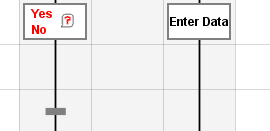 Yes
No
?
Enter Data